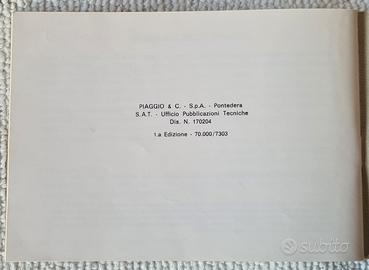 PIAGGIO & C. - S.p.A. - Pontedera
S.A.T. - Ufficio Pubblicazioni Tecniche
Dis. N. 170204
1.a Edizione - 70.000/7303
subito